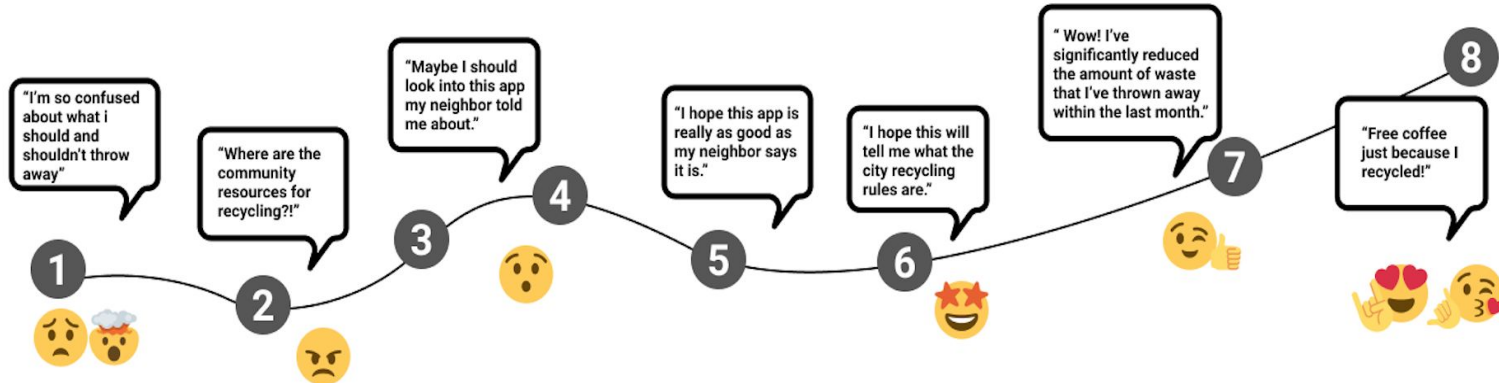 “I’m so confused
about what i
should and
shouldn't throw
away”
1
“Where are the
community
resources for
recycling?!”
2
“Maybe I should
look into this app
my neighbor told
me about.”
3
4
“I hope this app is
really as good as
my neighbor says
it is.”
5
“I hope this will
tell me what the
city recycling
rules are.”
6
“ Wow! I’ve
significantly reduced
the amount of waste
that I’ve thrown away
within the last month.”
7
“Free coffee
just because I
recycled!”
8